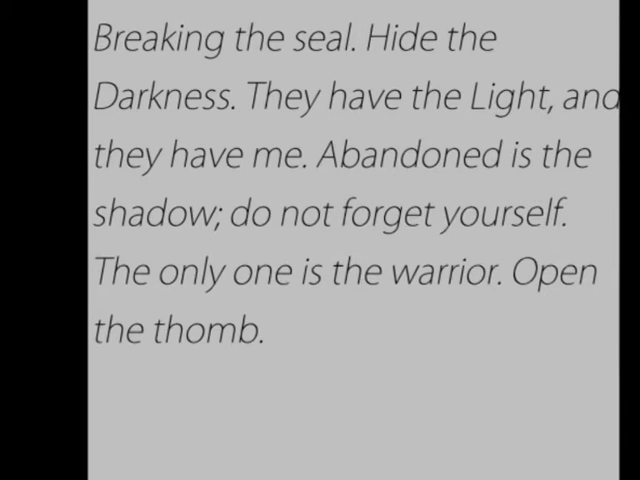 Breaking the seal. Hide the
Darkness. They have the Light, and
they have me. Abandoned is the
shadow; do not forget yourself.
The only one is the warrior. Open
the thomb.